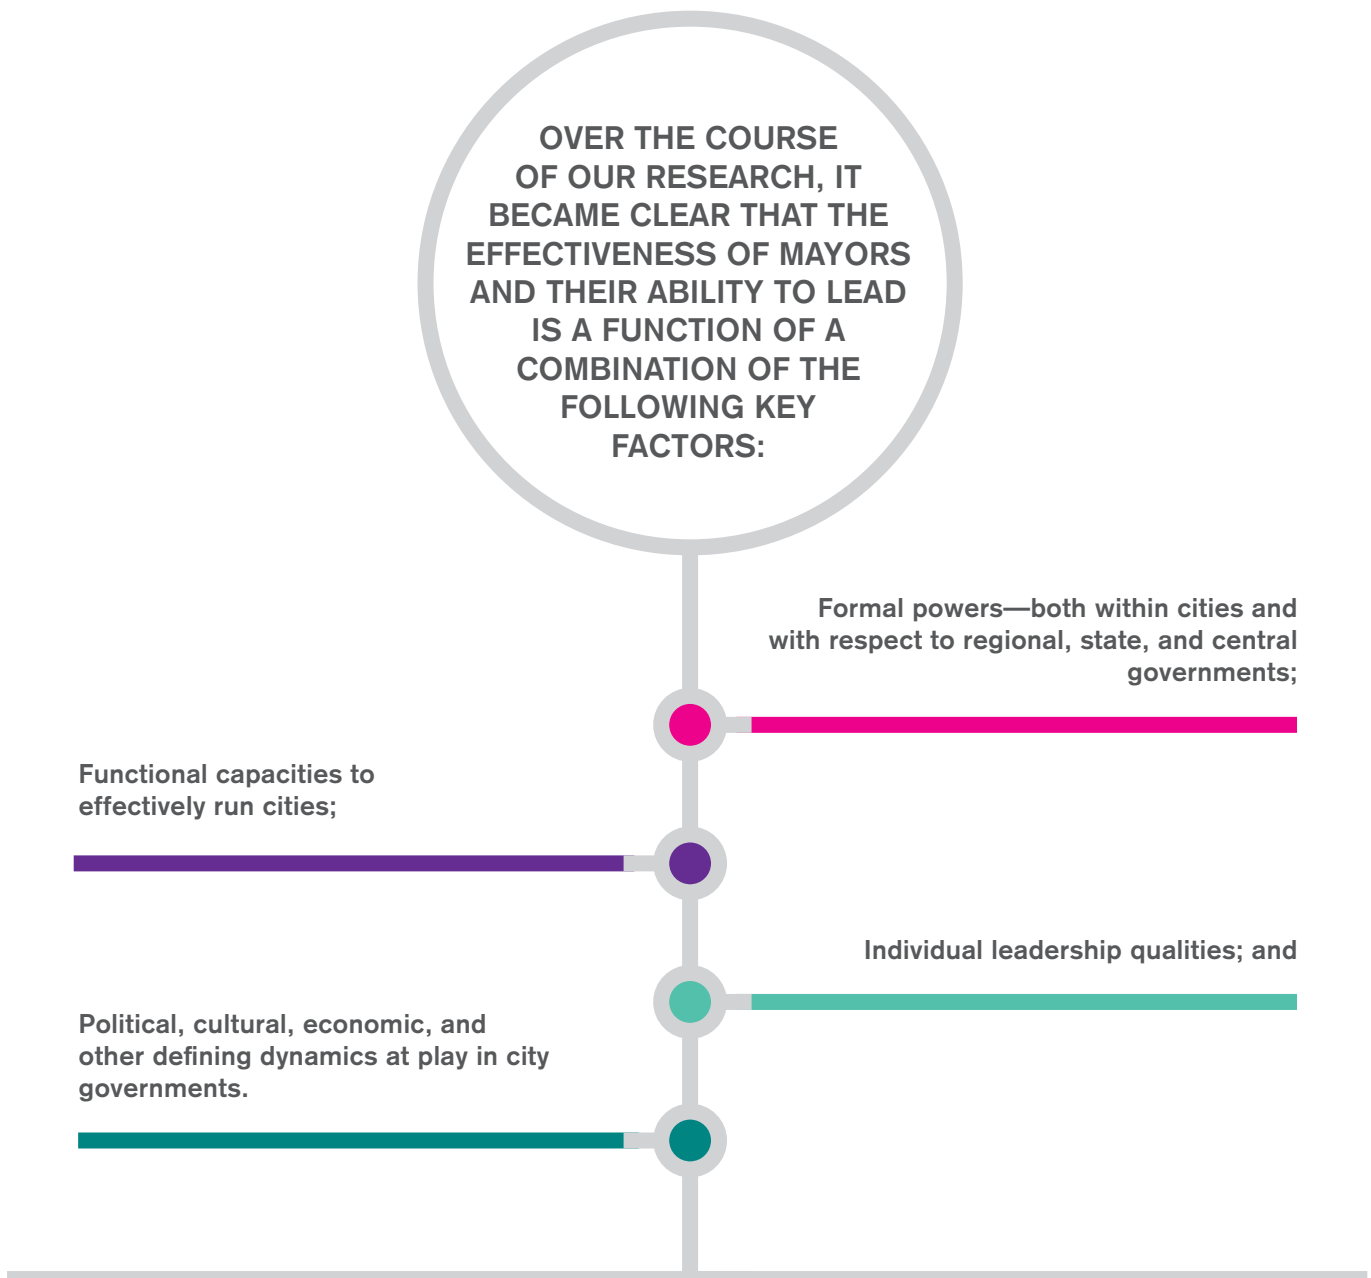 OVER THE COURSE
OF OUR RESEARCH, IT
BECAME CLEAR THAT THE
EFFECTIVENESS OF MAYORS
AND THEIR ABILITY TO LEAD
IS A FUNCTION OF A
COMBINATION OF THE
FOLLOWING KEY
FACTORS:
Formal powers—both within cities and
with respect to regional, state, and central
governments;
Functional capacities to
effectively run cities;
Individual leadership qualities; and
Political, cultural, economic, and
other defining dynamics at play in city
governments.